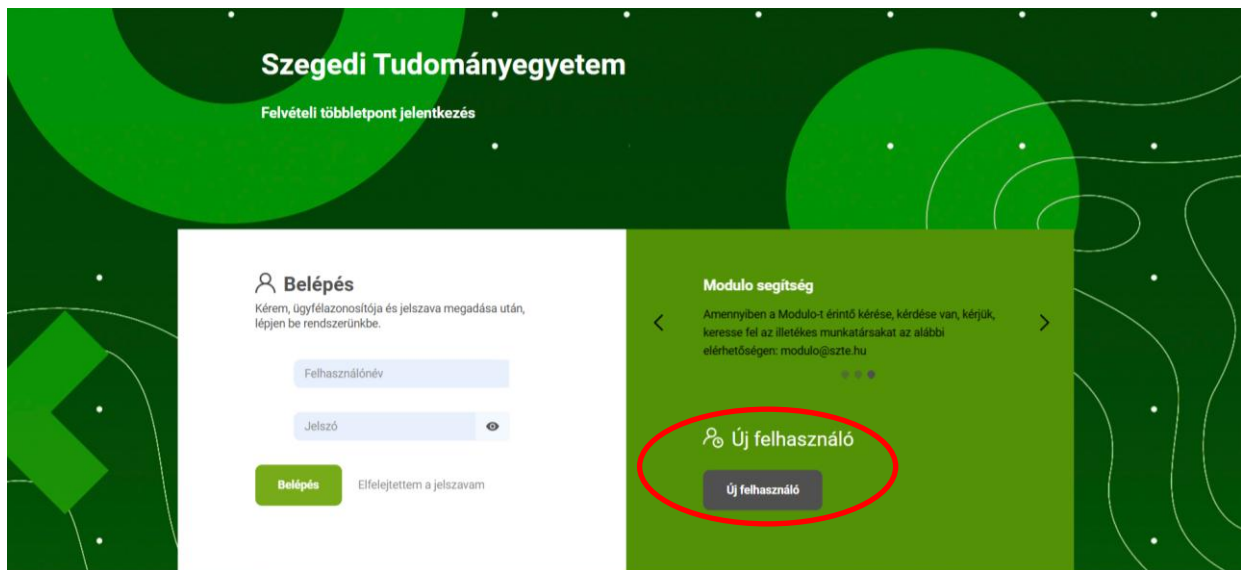 Szegedi Tudományegyetem
Felvételi többletpont jelentkezés
Belépés
Kérem, ügyfélazonosítója és jelszava megadása után,
lépjen be rendszerünkbe.
Felhasználónév
Jelszó
Belépés
Elfelejtettem a jelszavam
Modulo segítség
Amennyiben a Modulo-t érintő kérése, kérdése van, kérjük,
keresse fel az illetékes munkatársakat az alábbi
elérhetőségen: modulo@szte.hu
Új felhasználó
Új felhasználó